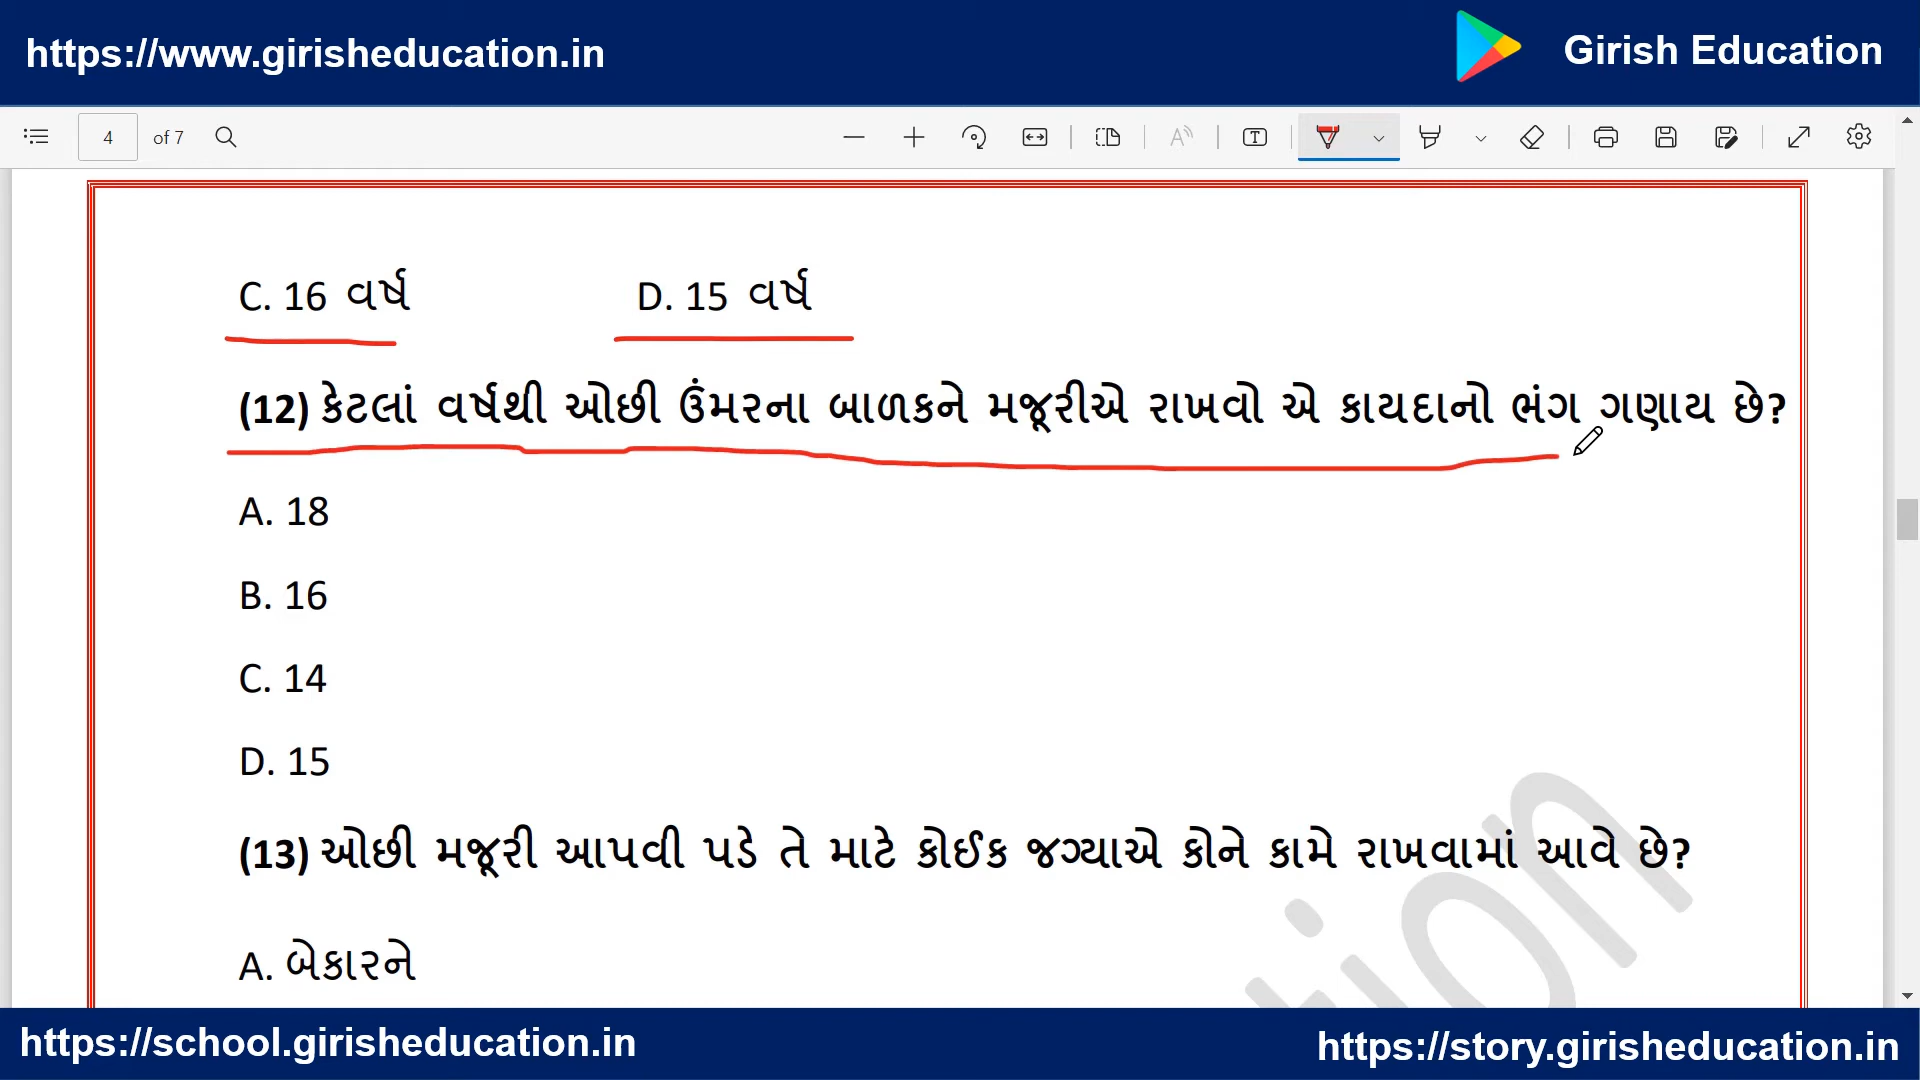 https://www.girisheducation.in
Girish Education
4 of 7
C. 16 વર્ષ D. 15 વર્ષ
(12) કેટલાં વર્ષથી ઓછી ઉંમરના બાળકને મજૂરીએ રાખવો એ કાયદાનો ભંગ ગણાય છે?
A. 18
B. 16
C. 14
D. 15
(13) ઓછી મજૂરી આપવી પડે તે માટે કોઈક જગ્યાએ કોને કામે રાખવામાં આવે છે?
A. બેકારને
tion
https://school.girisheducation.in
https://story.girisheducation.in